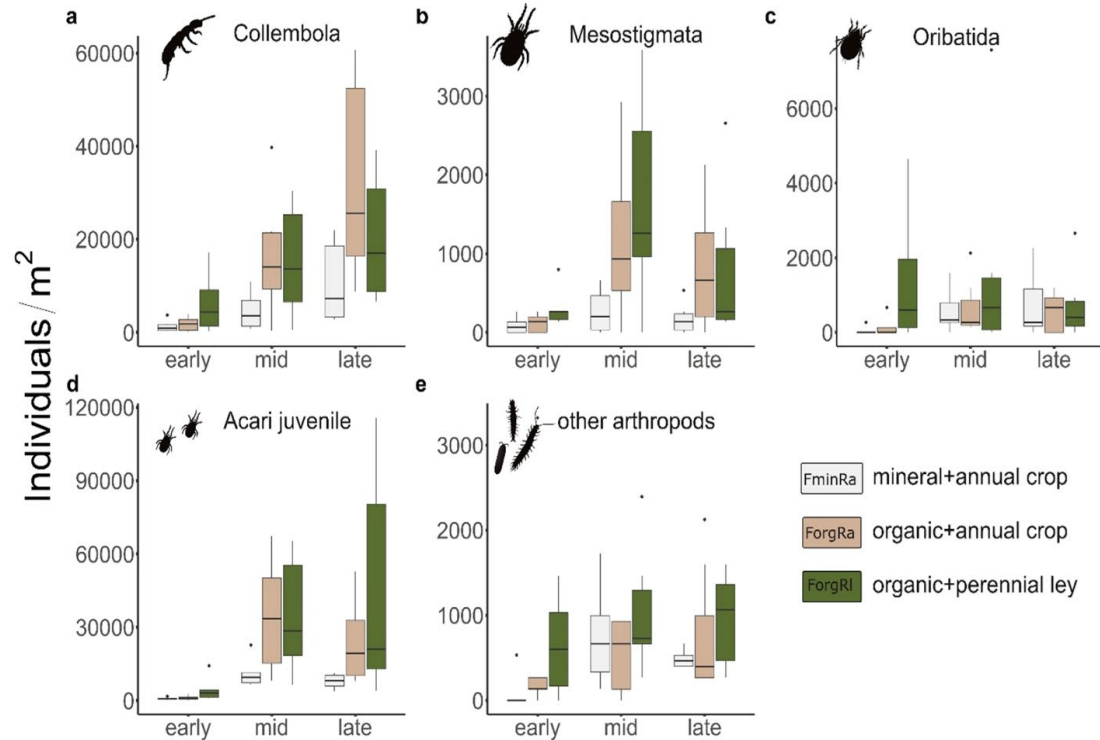 a
Collembola
b
Mesostigmata
c
Oribatida
Individuals / m²
60000
40000
20000
0
early mid late
3000
2000
1000
0
early mid late
6000
4000
2000
0
early mid late
d
Acari juvenile
e
other arthropods
120000
90000
60000
30000
0
early mid late
3000
2000
1000
0
early mid late
FminRa mineral+annual crop
ForgRa organic+annual crop
ForgRl organic+perennial ley